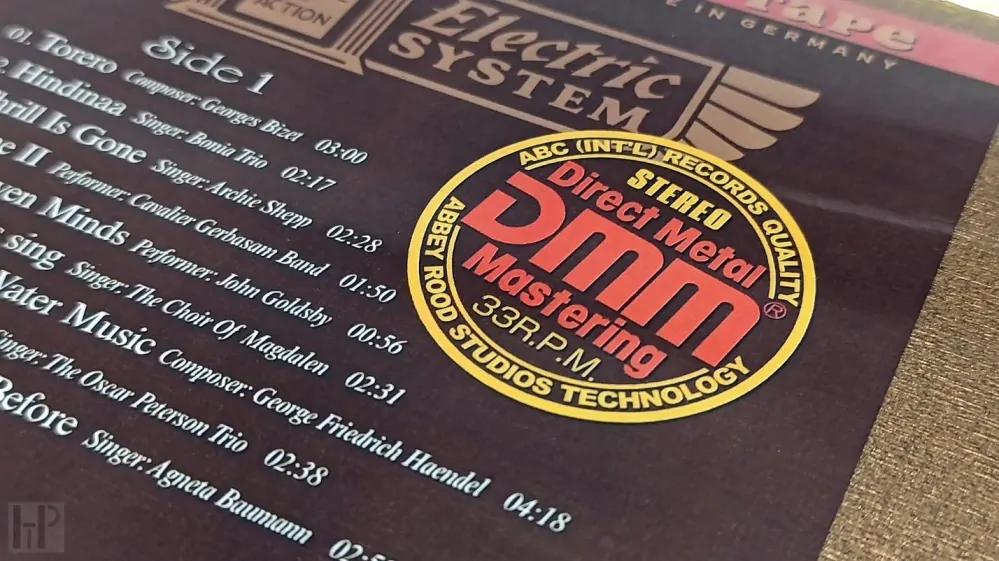 ACTION
Electric
SYSTEM
Tape
IN GERMANY
Side 1
01. Torero Composer: Georges Bizet 03:00
Hindinaa Singer: Bonia Trio 02:17
Is Gone Singer: Archie Shepp 02:28
II Performer: Cavalier Gerbasam Band 01:50
Minds Performer: John Goldsby 00:56
sing Singer: The Choir Of Magdalen 02:31
Water Music Composer: George Friedrich Haendel 04:18
Singer: The Oscar Peterson Trio 02:38
Before Singer: Agneta Baumann
ABC (INT'L) RECORDS QUALITY
STEREO
Direct Metal
DMM®
Mastering
33R.P.M.
ABBEY ROOD STUDIOS TECHNOLOGY